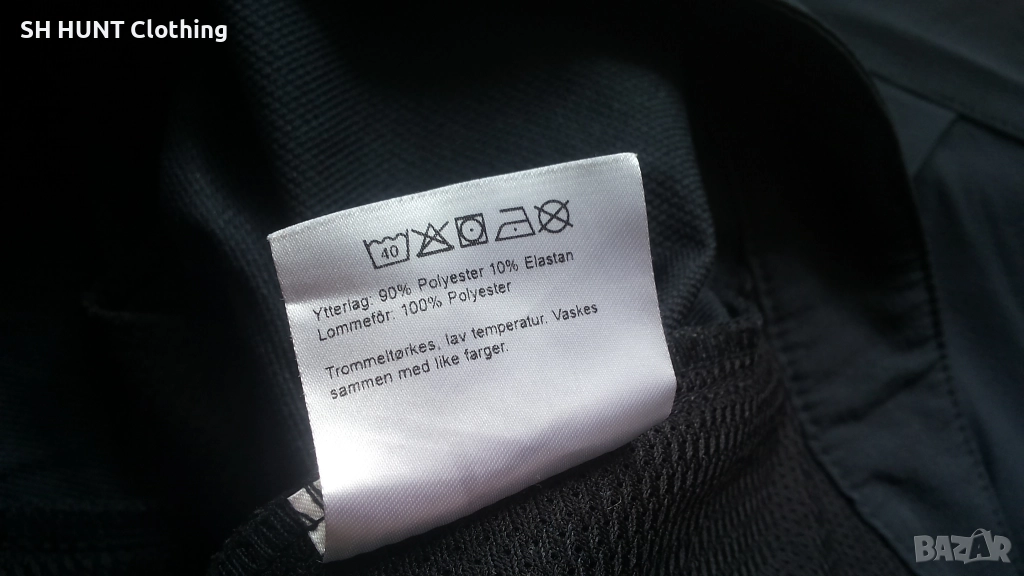 SH HUNT Clothing
40
Ytterlag: 90% Polyester 10% Elastan
Lommefôr: 100% Polyester
Trommeltørkes, lav temperatur. Vaskes
sammen med like farger.
BAZAR